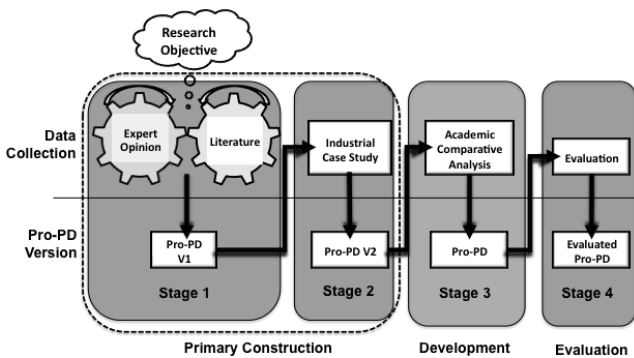 Research
Objective
Data
Collection
Expert
Opinion
Literature
Industrial
Case Study
Academic
Comparative
Analysis
Evaluation
Pro-PD
Version
Pro-PD
V1
Pro-PD V2
Pro-PD
Evaluated
Pro-PD
Stage 1
Stage 2
Stage 3
Stage 4
Primary Construction
Development
Evaluation